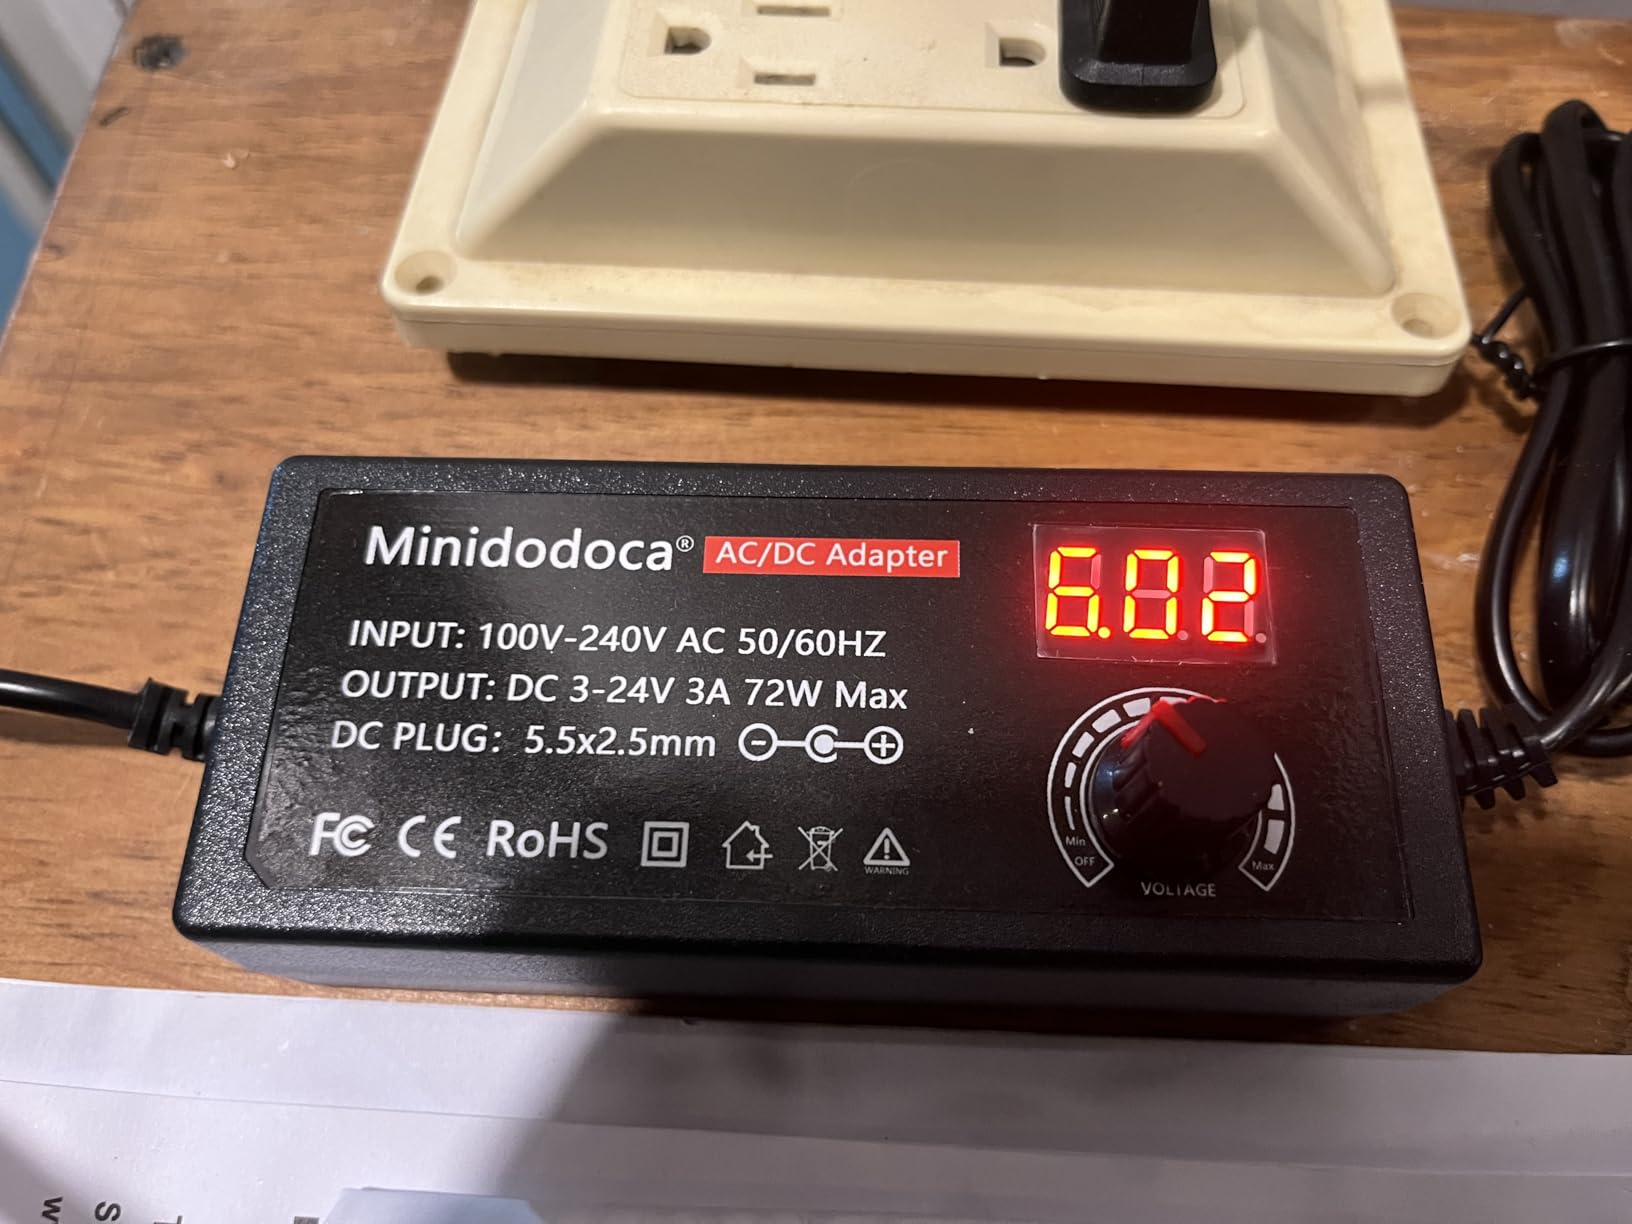 Minidodoca® AC/DC Adapter
6.02
INPUT: 100V-240V AC 50/60HZ
OUTPUT: DC 3-24V 3A 72W Max
DC PLUG: 5.5x2.5mm
FC CE RoHS
WARNING
Min
OFF
Max
VOLTAGE
W
S